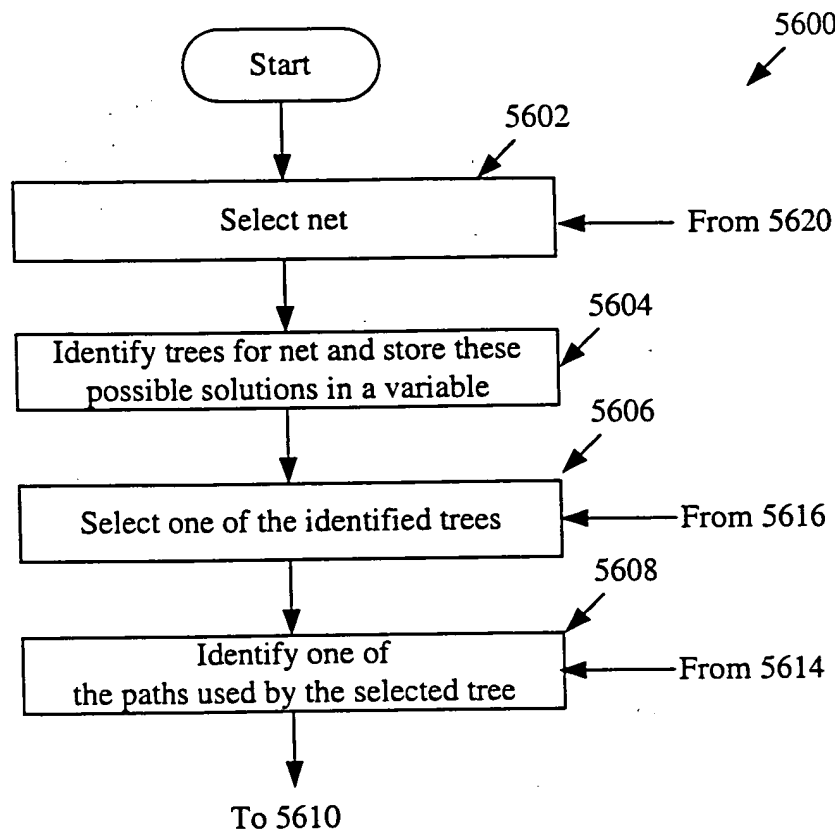 5600
Start
5602
Select net
From 5620
5604
Identify trees for net and store these
possible solutions in a variable
5606
Select one of the identified trees
From 5616
5608
Identify one of
the paths used by the selected tree
From 5614
To 5610